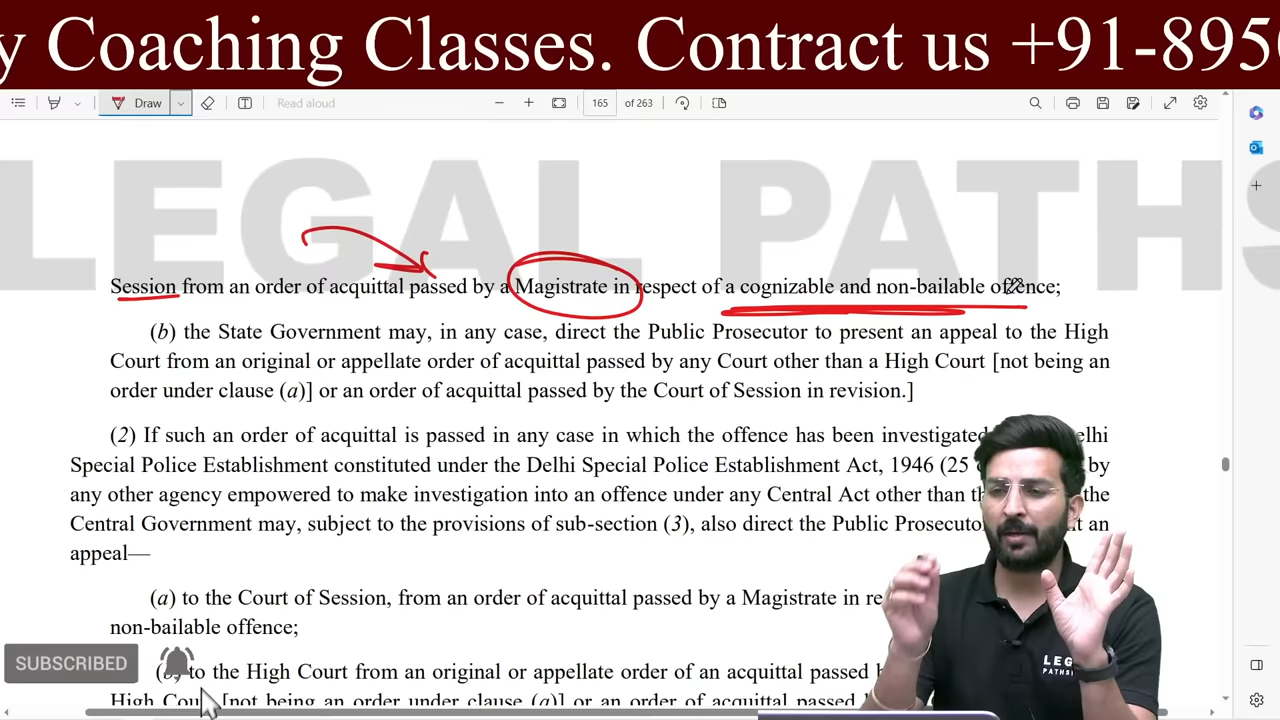 y Coaching Classes. Contract us +91-895
Draw
Read aloud
165 of 263
LEGAL PATHS
Session from an order of acquittal passed by a Magistrate in respect of a cognizable and non-bailable offence;
(b) the State Government may, in any case, direct the Public Prosecutor to present an appeal to the High
Court from an original or appellate order of acquittal passed by any Court other than a High Court [not being an
order under clause (a)] or an order of acquittal passed by the Court of Session in revision.]
(2) If such an order of acquittal is passed in any case in which the offence has been investigated elhi
Special Police Establishment constituted under the Delhi Special Police Establishment Act, 1946 (25 by
any other agency empowered to make investigation into an offence under any Central Act other than the
Central Government may, subject to the provisions of sub-section (3), also direct the Public Prosecuto an
appeal—
(a) to the Court of Session, from an order of acquittal passed by a Magistrate in re
non-bailable offence;
to the High Court from an original or appellate order of an acquittal passed
High Cou [not being an order under clause (a)] or an order of acquittal passed
SUBSCRIBED
LEG
PATHS